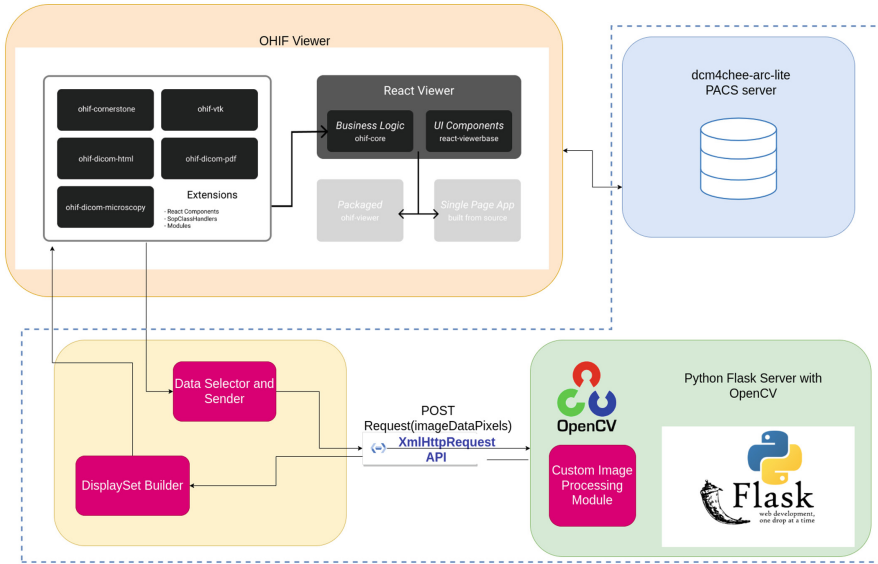 OHIF Viewer
ohif-cornerstone
ohif-vtk
ohif-dicom-html
ohif-dicom-pdf
ohif-dicom-microscopy
Extensions
- React Components
- SopClassHandlers
- Modules
React Viewer
Business Logic
ohif-core
UI Components
react-viewerbase
Packaged
ohif-viewer
Single Page App
built from source
dcm4chee-arc-lite
PACS server
Data Selector and
Sender
DisplaySet Builder
POST
Request(imageDataPixels)
XmlHttpRequest
API
OpenCV
Custom Image
Processing
Module
Python Flask Server with
OpenCV
Flask
web development,
one drop at a time